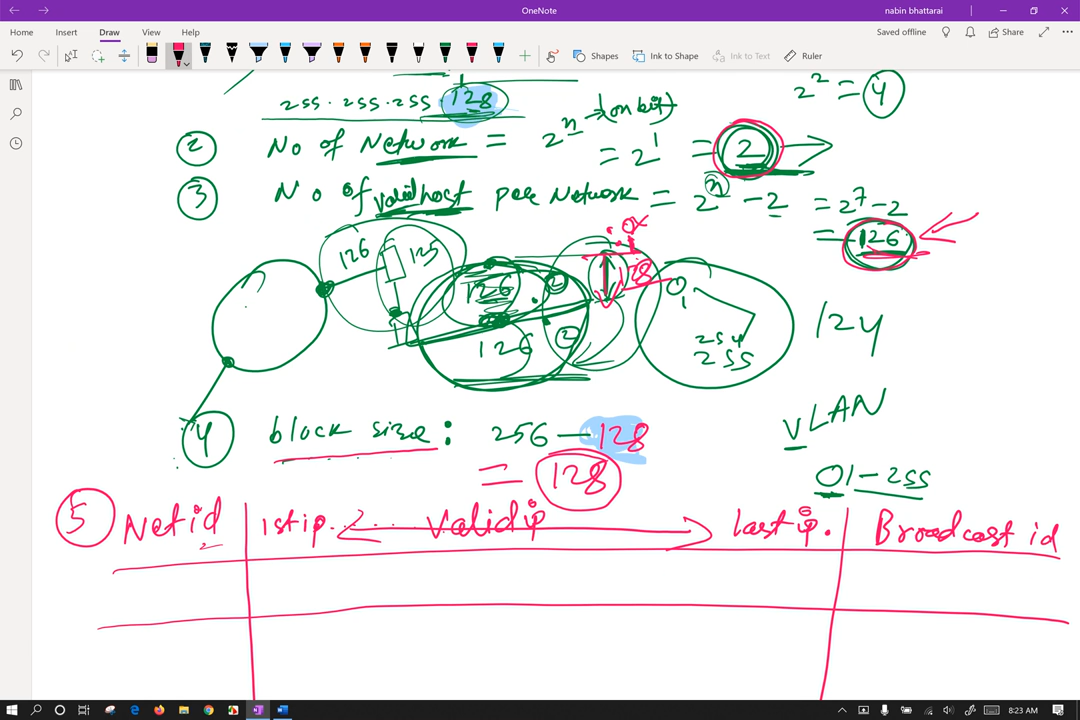 OneNote
nabin bhattarai
Home Insert Draw View Help
Saved offline Share
Shapes Ink to Shape Ink to Text Ruler
255.255.255.128
2² = 4
② No of Network = 2ⁿ → (on bit)
= 2¹ = 2
③ No of valid host per Network = 2ⁿ - 2 = 2⁷ - 2
= 126
126 125
126 2 128 0
1
126 2 254
255
124
④ block size : 256 - 128
= 128
VLAN
01 - 255
⑤ Net id 1st ip. Valid ip last ip. Broadcast id
8:23 AM